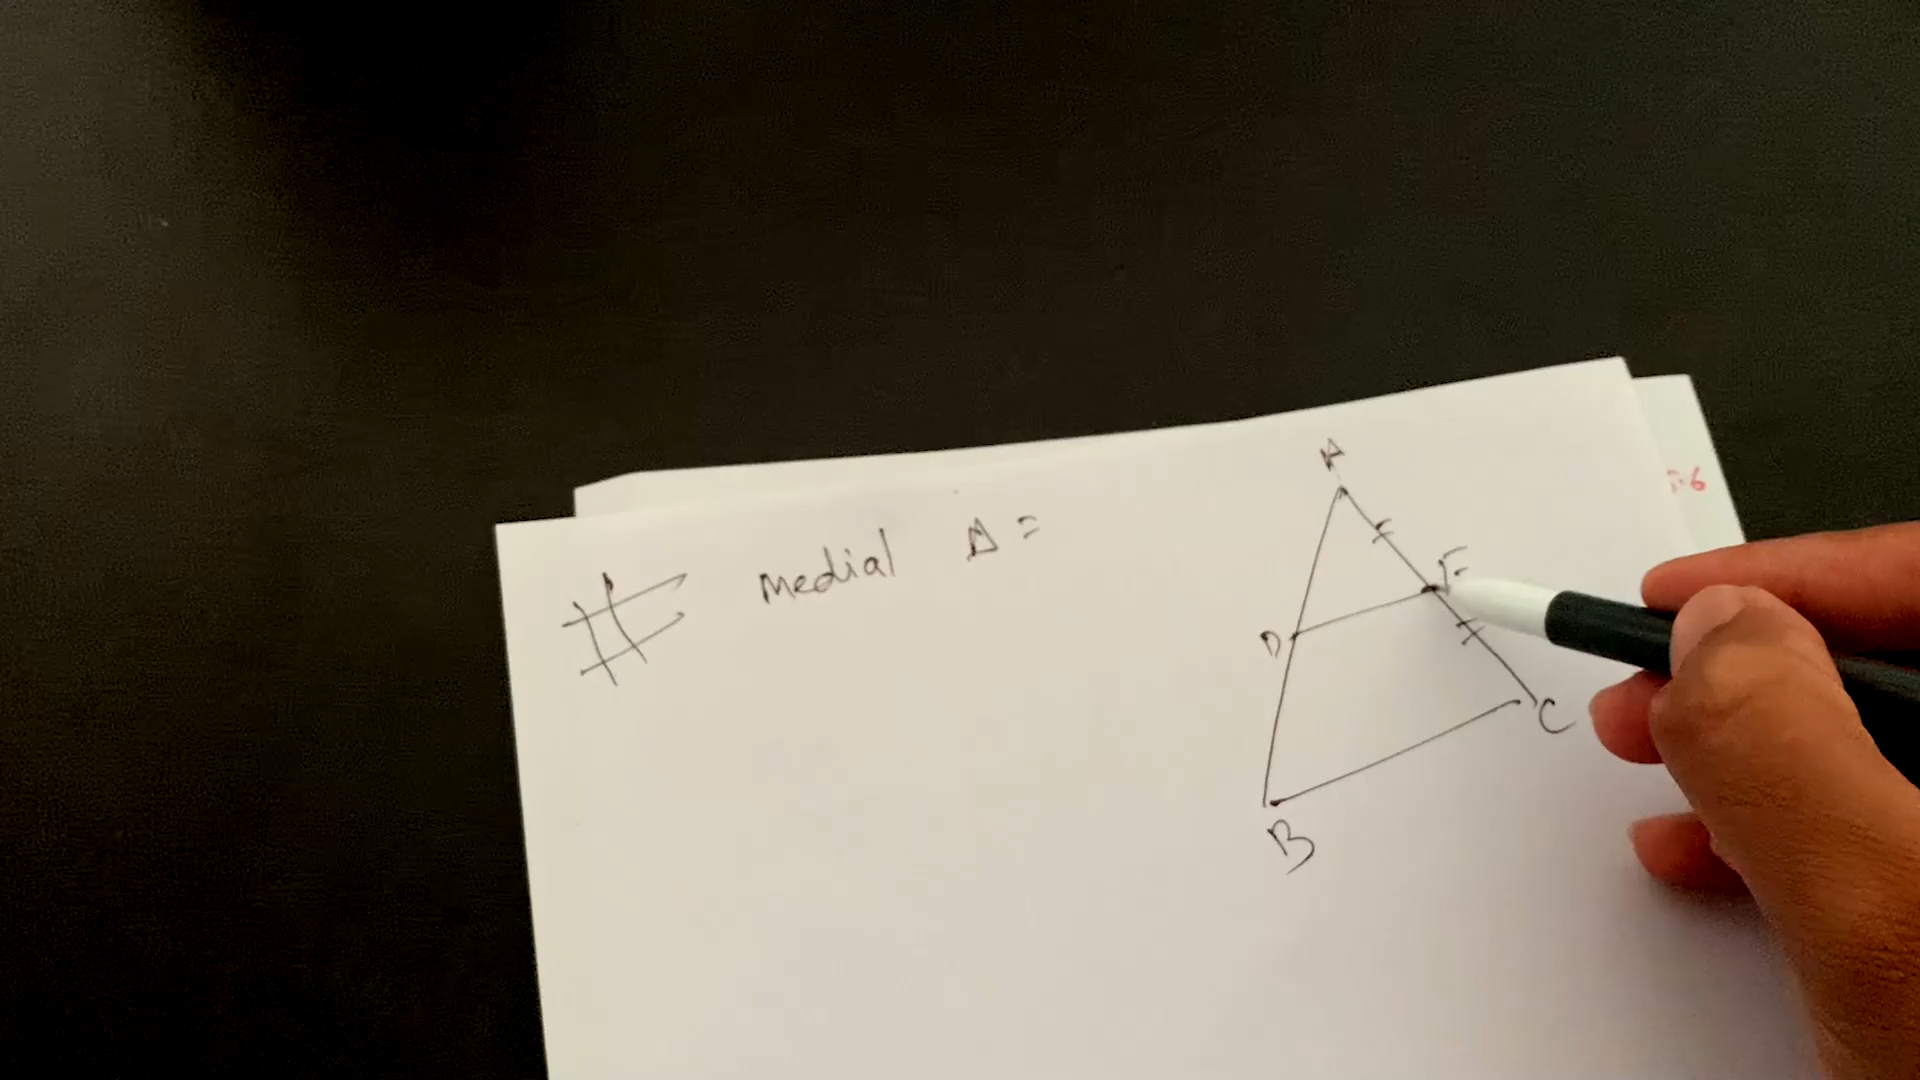 # medial Δ =
A
F
D
C
B